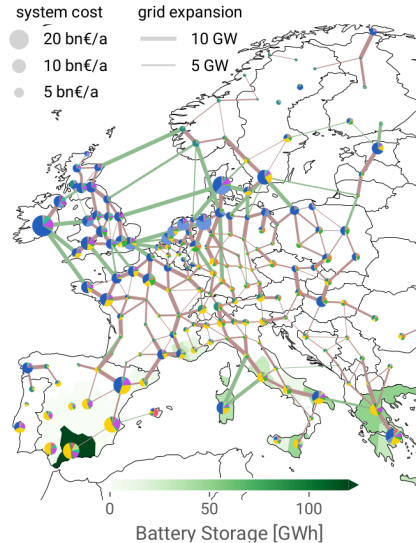 system cost
grid expansion
20 bn€/a
10 GW
10 bn€/a
5 GW
5 bn€/a
0
50
100
Battery Storage [GWh]